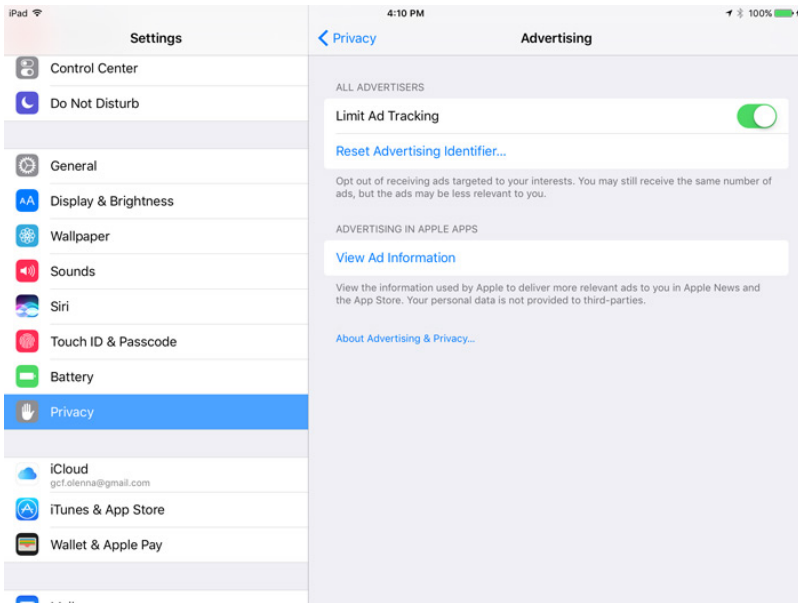 iPad
4:10 PM
100%
Settings
Privacy
Advertising
Control Center
Do Not Disturb
General
AA
Display & Brightness
Wallpaper
Sounds
Siri
Touch ID & Passcode
Battery
Privacy
iCloud
gcf.olenna@gmail.com
iTunes & App Store
Wallet & Apple Pay
ALL ADVERTISERS
Limit Ad Tracking
Reset Advertising Identifier...
Opt out of receiving ads targeted to your interests. You may still receive the same number of
ads, but the ads may be less relevant to you.
ADVERTISING IN APPLE APPS
View Ad Information
View the information used by Apple to deliver more relevant ads to you in Apple News and
the App Store. Your personal data is not provided to third-parties.
About Advertising & Privacy...